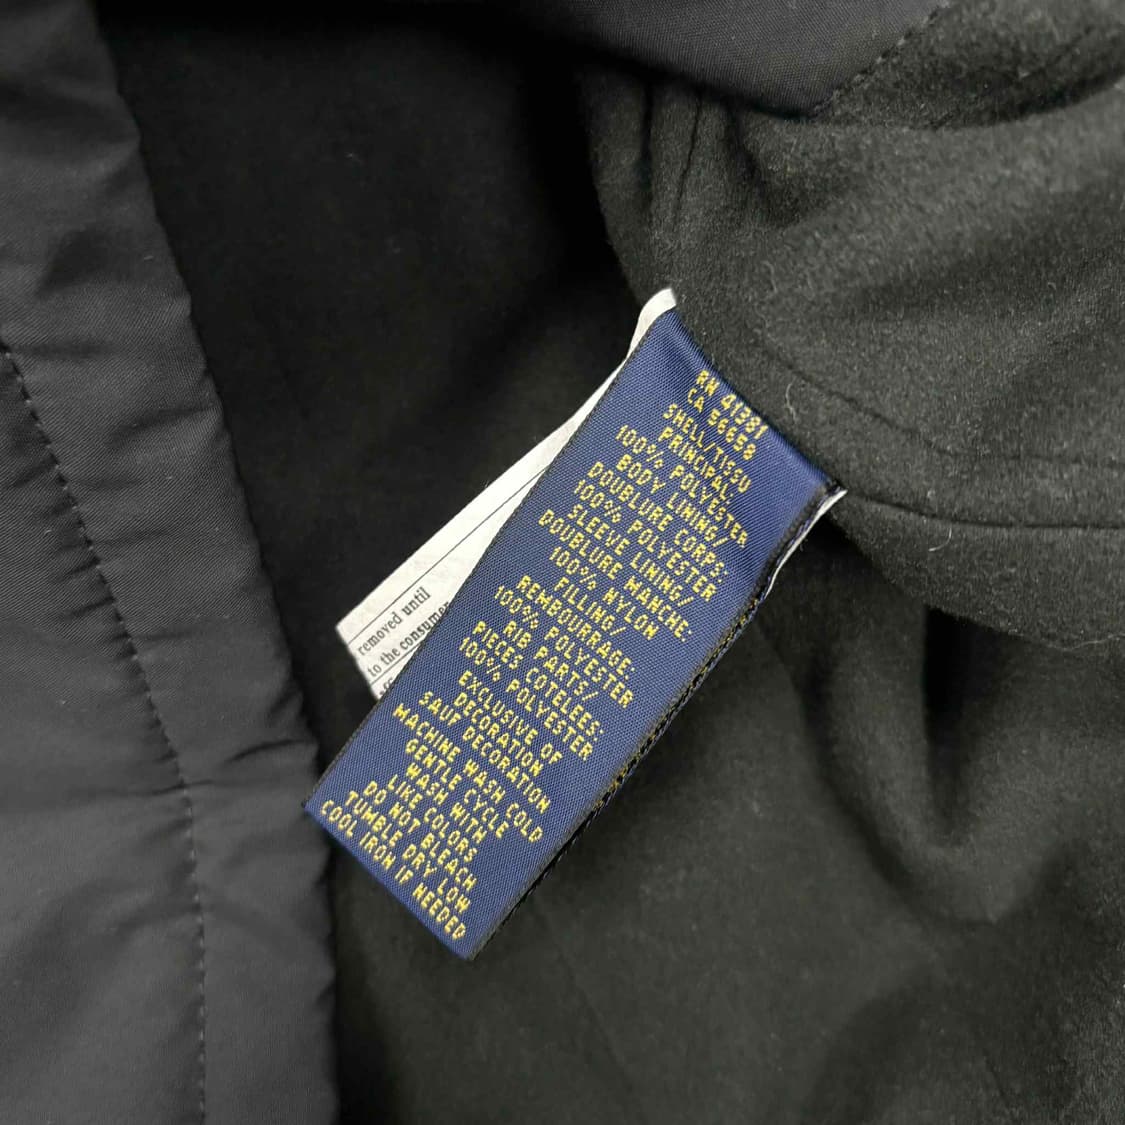 RN 41381
CA 56668
SHELL/TISSU
PRINCIPAL:
100% POLYESTER
BODY LINING/
DOUBLURE CORPS:
100% POLYESTER
SLEEVE LINING/
DOUBLURE MANCHE:
100% NYLON
FILLING/
REMBOURRAGE:
100% POLYESTER
RIB PARTS/
PIECES COTELEES:
100% POLYESTER
EXCLUSIVE OF
DECORATION/
SAUF DECORATION
MACHINE WASH COLD
GENTLE CYCLE
WASH WITH
LIKE COLORS
DO NOT BLEACH
TUMBLE DRY LOW
COOL IRON IF NEEDED
removed until
to the consumer